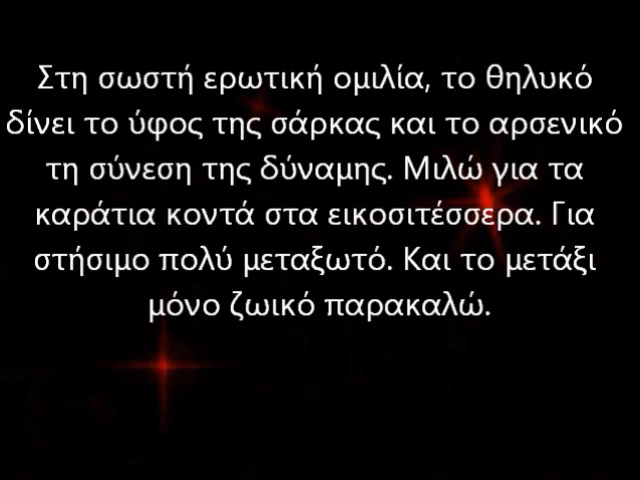 Στη σωστή ερωτική ομιλία, το θηλυκό
δίνει το ύφος της σάρκας και το αρσενικό
τη σύνεση της δύναμης. Μιλώ για τα
καράτια κοντά στα εικοσιτέσσερα. Για
στήσιμο πολύ μεταξωτό. Και το μετάξι
μόνο ζωικό παρακαλώ.